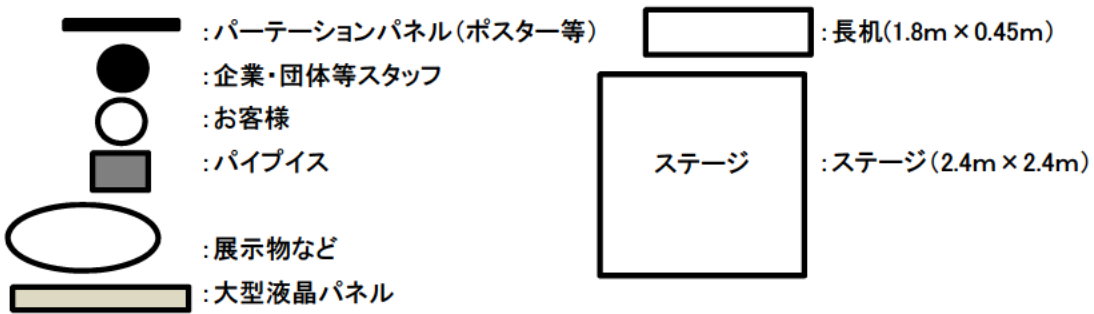 :パーテーションパネル(ポスター等)
:企業・団体等スタッフ
:お客様
:パイプイス
:展示物など
:大型液晶パネル
:長机(1.8m×0.45m)
ステージ
:ステージ(2.4m×2.4m)